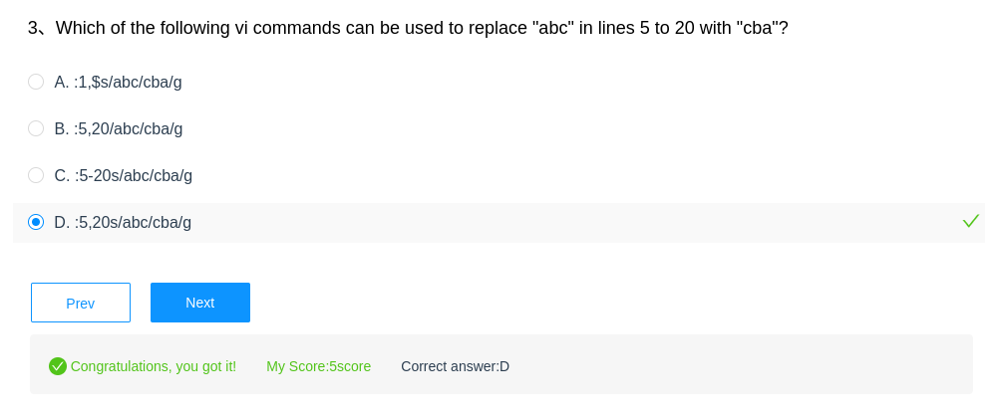 3、Which of the following vi commands can be used to replace "abc" in lines 5 to 20 with "cba"?
A. :1,$s/abc/cba/g
B. :5,20/abc/cba/g
C. :5-20s/abc/cba/g
D. :5,20s/abc/cba/g
Prev Next
Congratulations, you got it! My Score:5score Correct answer:D